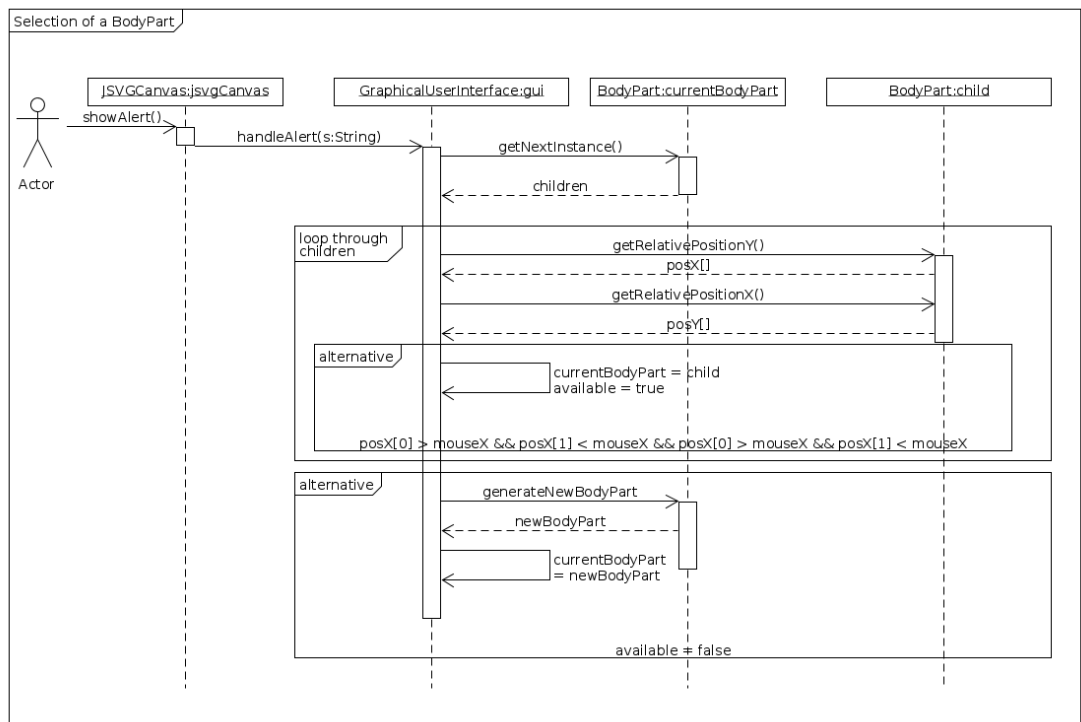 Selection of a BodyPart
JSVGCanvas:jsvgCanvas
GraphicalUserInterface:gui
BodyPart:currentBodyPart
BodyPart:child
showAlert()
Actor
handleAlert(s:String)
getNextInstance()
children
loop through
children
getRelativePositionY()
posX[]
getRelativePositionX()
posY[]
alternative
currentBodyPart = child
available = true
posX[0] > mouseX && posX[1] < mouseX && posX[0] > mouseX && posX[1] < mouseX
alternative
generateNewBodyPart
newBodyPart
currentBodyPart
= newBodyPart
available = false